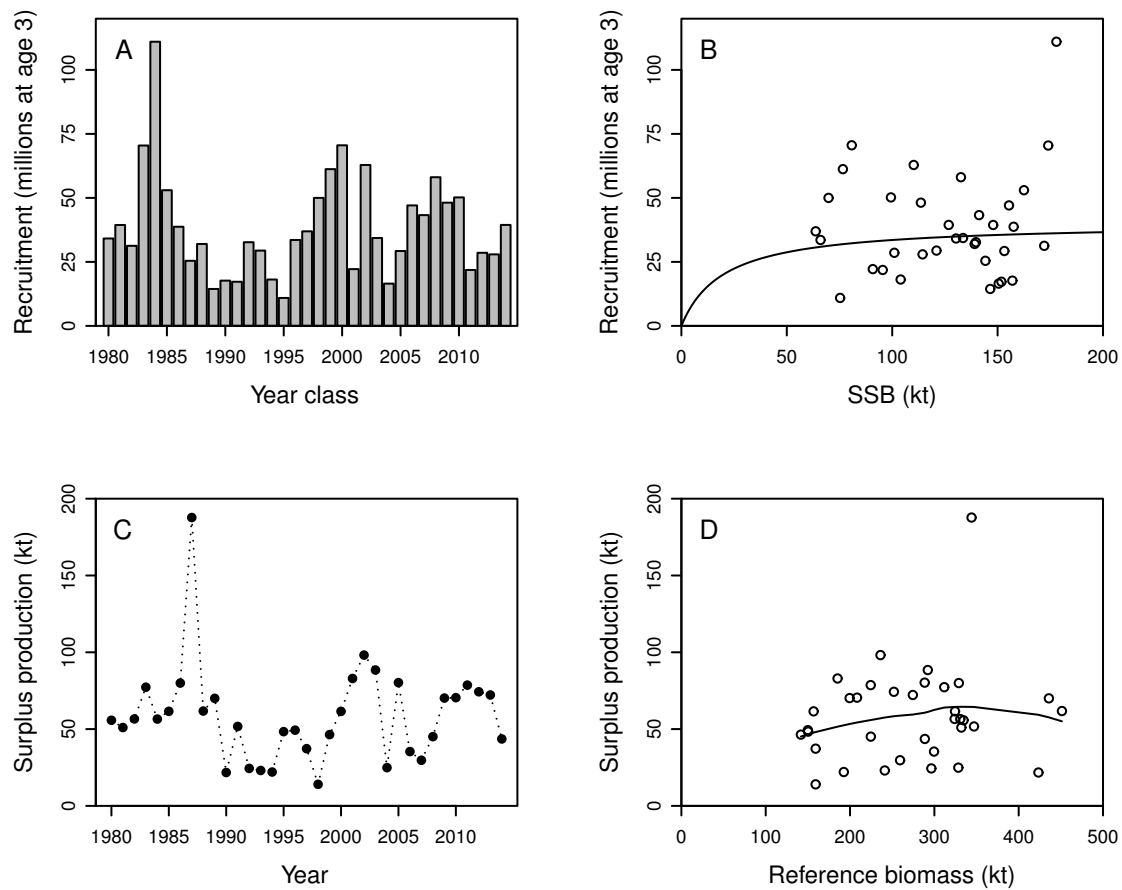 A
Recruitment (millions at age 3)
0 25 50 75 100
1980 1985 1990 1995 2000 2005 2010
Year class
B
Recruitment (millions at age 3)
0 25 50 75 100
0 50 100 150 200
SSB (kt)
C
Surplus production (kt)
0 50 100 150 200
1980 1985 1990 1995 2000 2005 2010
Year
D
Surplus production (kt)
0 50 100 150 200
0 100 200 300 400 500
Reference biomass (kt)